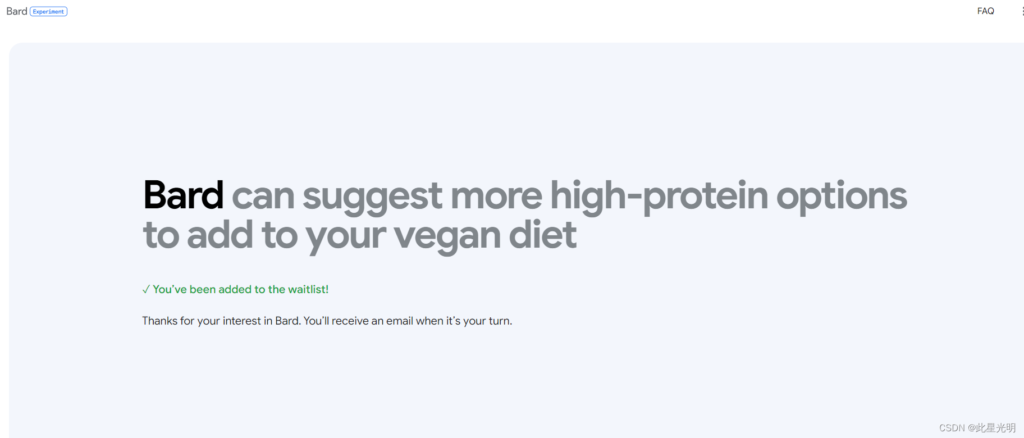 Bard Experiment
FAQ
Bard can suggest more high-protein options
to add to your vegan diet
✓ You've been added to the waitlist!
Thanks for your interest in Bard. You'll receive an email when it's your turn.
CSDN @此星光明